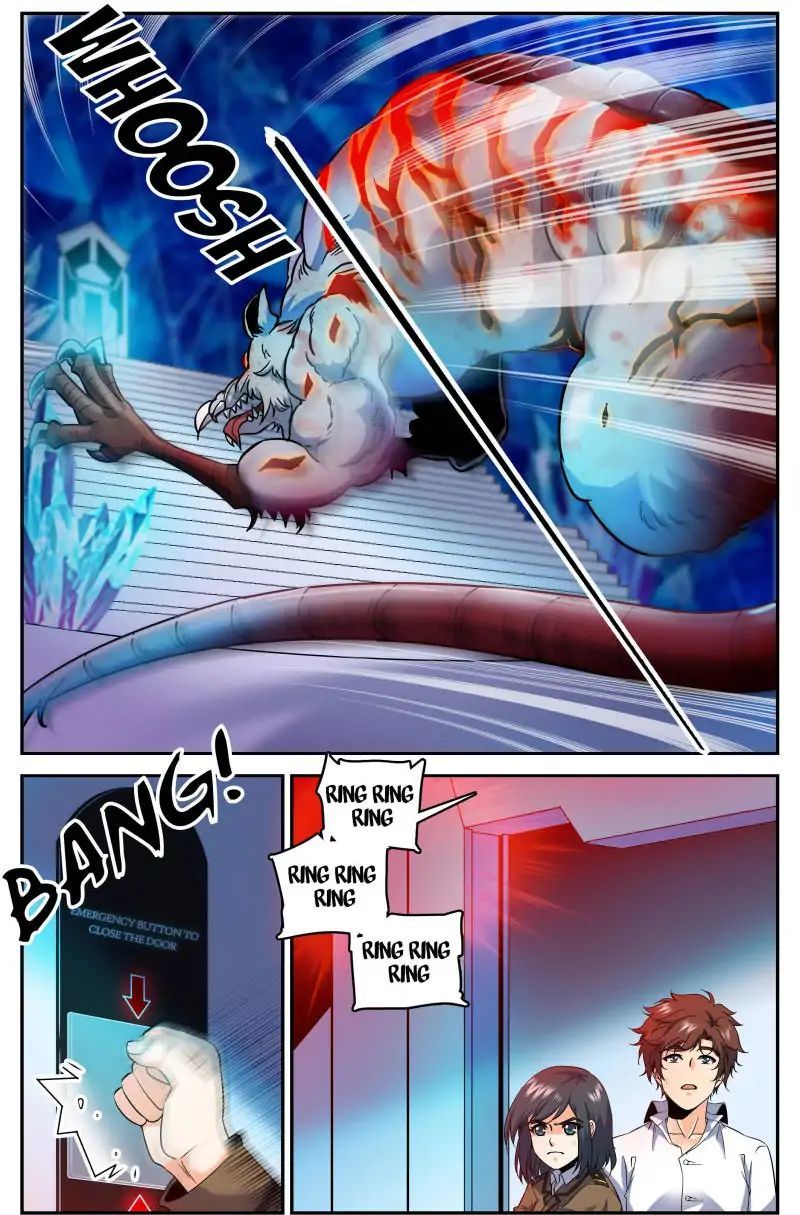 WHOOSH
BANG!
EMERGENCY BUTTON TO
CLOSE THE DOOR
RING RING
RING
RING RING
RING
RING RING
RING